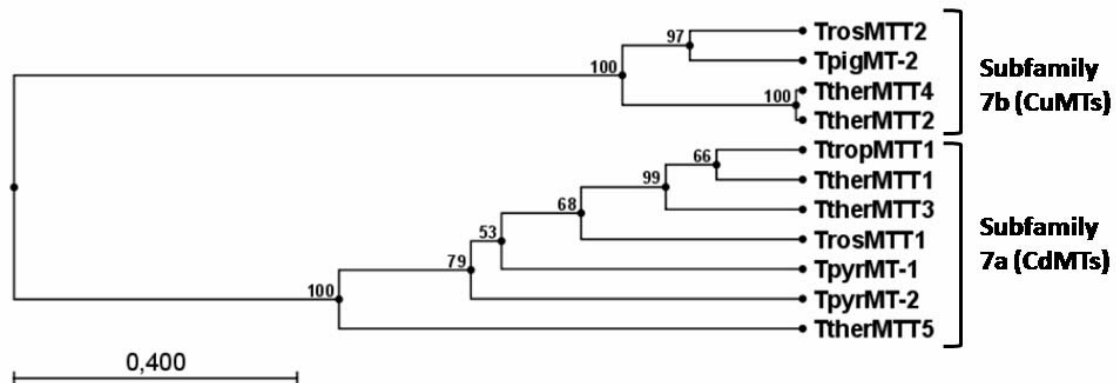 TrosMTT2
97
TpigMT-2
100
TtherMTT4
100
TtherMTT2
Subfamily
7b (CuMTs)
TtropMTT1
66
TtherMTT1
99
TtherMTT3
68
TrosMTT1
53
TpyrMT-1
79
TpyrMT-2
100
TtherMTT5
Subfamily
7a (CdMTs)
0,400